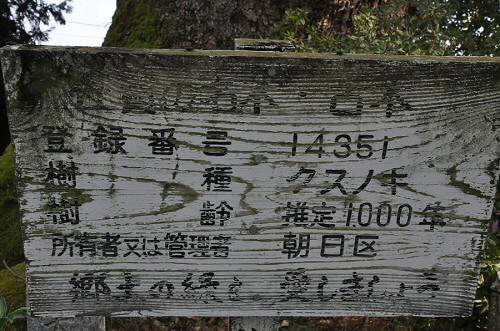 登録番号 14351
樹種 クスノキ
樹齢 推定1.000年
所有者又は管理者 朝日区
郷土の緑を愛しましょう